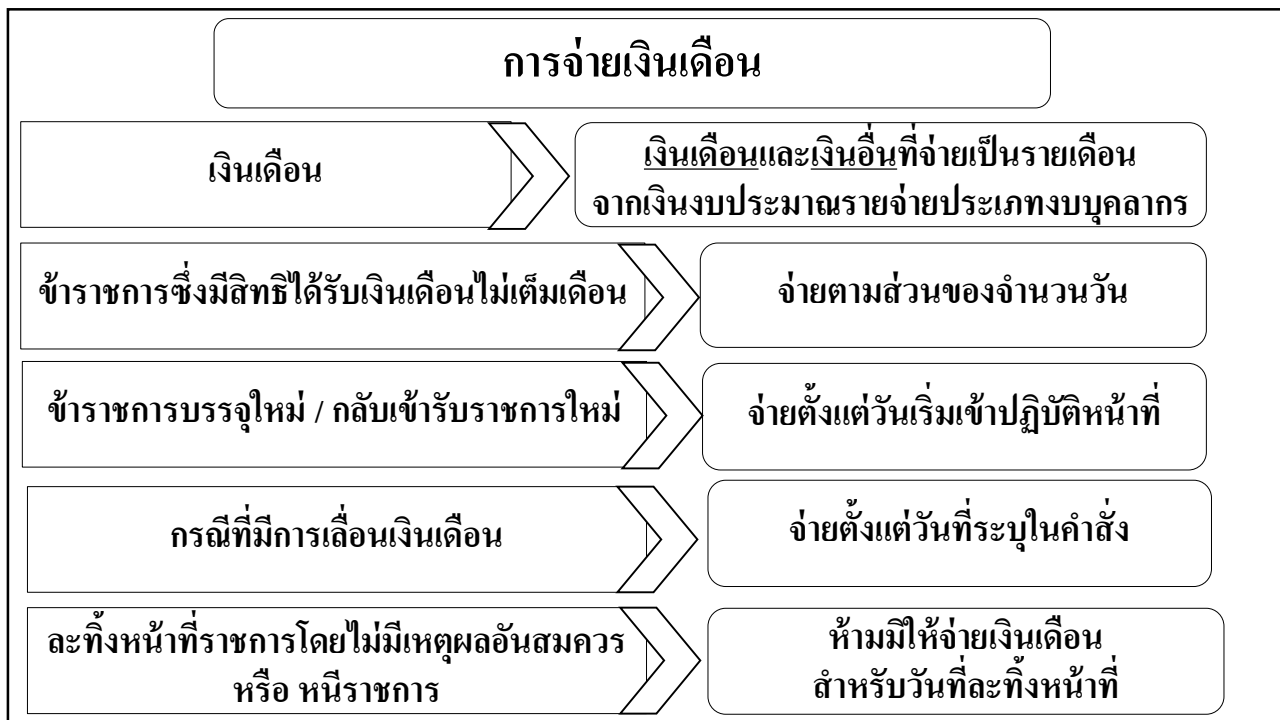 การจ่ายเงินเดือน
เงินเดือน
เงินเดือนและเงินอื่นที่จ่ายเป็นรายเดือน
จากเงินงบประมาณรายจ่ายประเภทงบบุคลากร
ข้าราชการซึ่งมีสิทธิได้รับเงินเดือนไม่เต็มเดือน
จ่ายตามส่วนของจำนวนวัน
ข้าราชการบรรจุใหม่ / กลับเข้ารับราชการใหม่
จ่ายตั้งแต่วันเริ่มเข้าปฏิบัติหน้าที่
กรณีที่มีการเลื่อนเงินเดือน
จ่ายตั้งแต่วันที่ระบุในคำสั่ง
ละทิ้งหน้าที่ราชการโดยไม่มีเหตุผลอันสมควร
หรือ หนีราชการ
ห้ามมิให้จ่ายเงินเดือน
สำหรับวันที่ละทิ้งหน้าที่